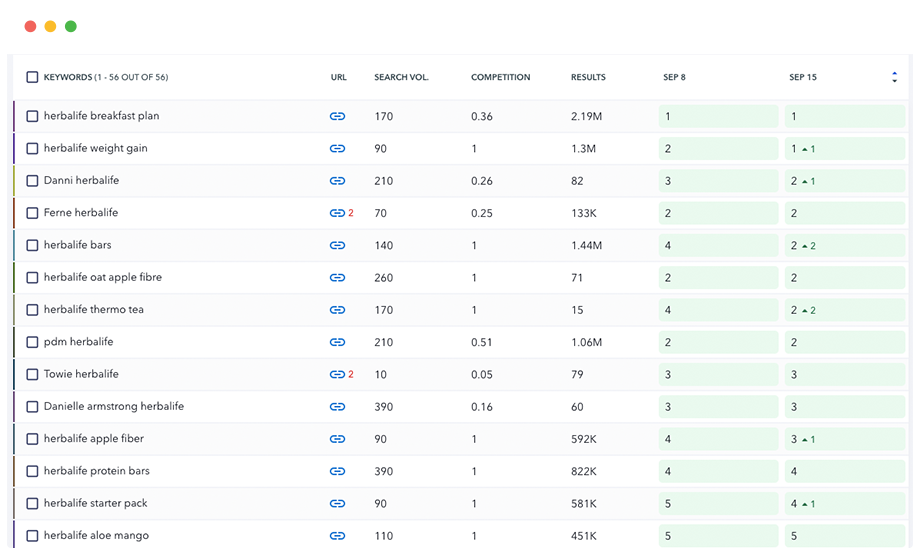 KEYWORDS (1 - 56 OUT OF 56) URL SEARCH VOL. COMPETITION RESULTS SEP 8 SEP 15
herbalife breakfast plan 170 0.36 2.19M 1 1
herbalife weight gain 90 1 1.3M 2 1 1
Danni herbalife 210 0.26 82 3 2 1
Ferne herbalife 2 70 0.25 133K 2 2
herbalife bars 140 1 1.44M 4 2 2
herbalife oat apple fibre 260 1 71 2 2
herbalife thermo tea 170 1 15 4 2 2
pdm herbalife 210 0.51 1.06M 2 2
Towie herbalife 2 10 0.05 79 3 3
Danielle armstrong herbalife 390 0.16 60 3 3
herbalife apple fiber 90 1 592K 4 3 1
herbalife protein bars 390 1 822K 4 4
herbalife starter pack 90 1 581K 5 4 1
herbalife aloe mango 110 1 451K 5 5